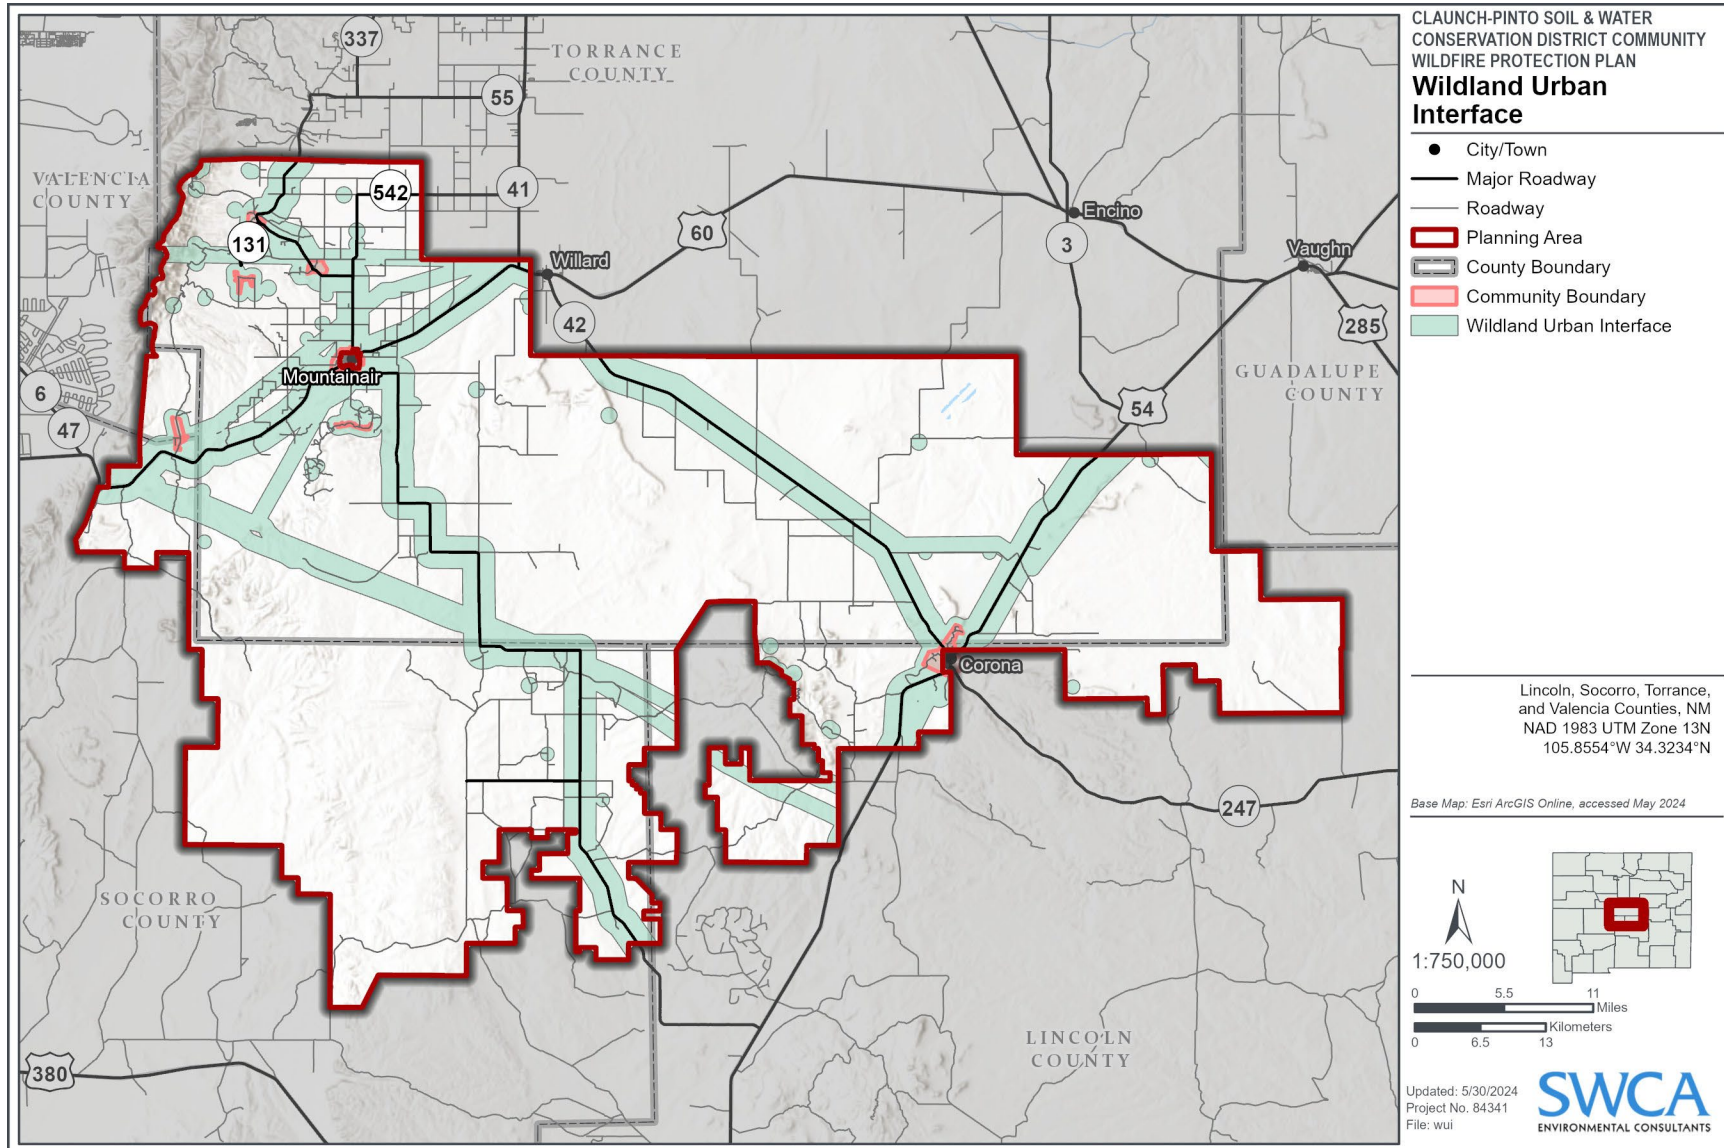 CLAUNCH-PINTO SOIL & WATER
CONSERVATION DISTRICT COMMUNITY
WILDFIRE PROTECTION PLAN
Wildland Urban
Interface
City/Town
Major Roadway
Roadway
Planning Area
County Boundary
Community Boundary
Wildland Urban Interface
Lincoln, Socorro, Torrance,
and Valencia Counties, NM
NAD 1983 UTM Zone 13N
105.8554°W 34.3234°N
Base Map: Esri ArcGIS Online, accessed May 2024
N
1:750,000
0 5.5 11
Miles
Kilometers
0 6.5 13
Updated: 5/30/2024
Project No. 84341
File: wui
SWCA
ENVIRONMENTAL CONSULTANTS
337
TORRANCE
COUNTY
55
VALENCIA
COUNTY
542
41
131
60
Encino
3
Willard
Vaughn
42
285
Mountainair
GUADALUPE
COUNTY
6
47
54
Corona
247
SOCORRO
COUNTY
LINCOLN
COUNTY
380